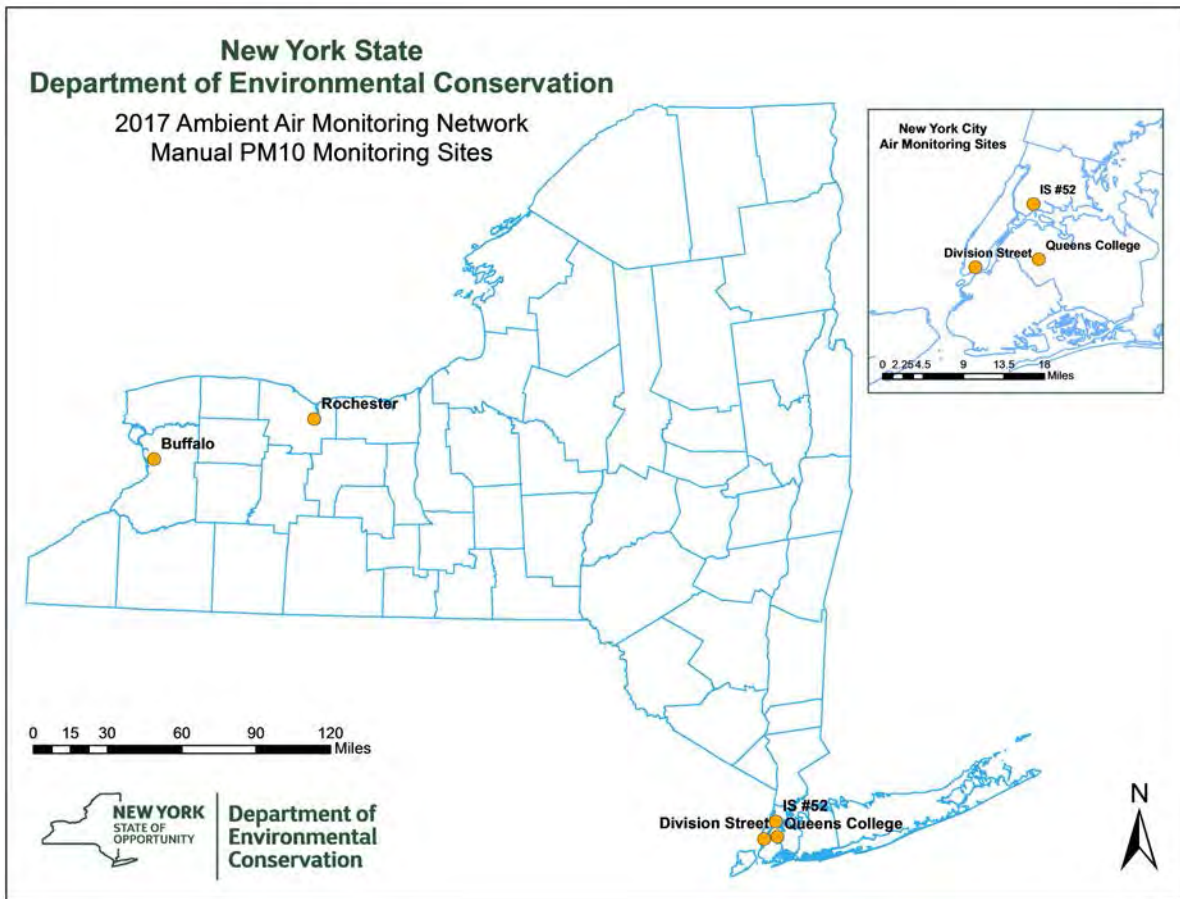 New York State
Department of Environmental Conservation
2017 Ambient Air Monitoring Network
Manual PM10 Monitoring Sites
New York City
Air Monitoring Sites
IS #52
Queens College
Division Street
0 2.25 4.5 9 13.5 18
Miles
Rochester
Buffalo
0 15 30 60 90 120
Miles
IS #52
Division Street
Queens College
NEW YORK
STATE OF
OPPORTUNITY
Department of
Environmental
Conservation
N